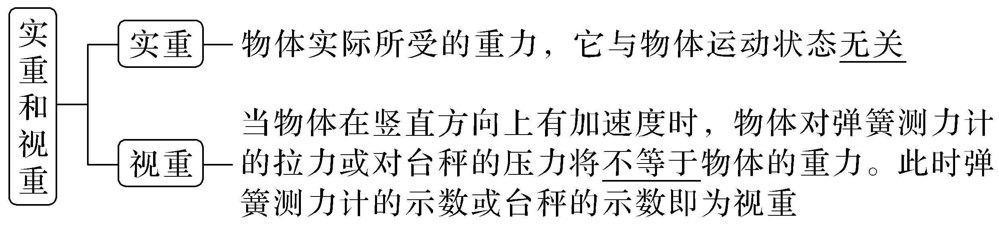 实重和视重
实重
物体实际所受的重力，它与物体运动状态无关
视重
当物体在竖直方向上有加速度时，物体对弹簧测力计
的拉力或对台秤的压力将不等于物体的重力。此时弹
簧测力计的示数或台秤的示数即为视重